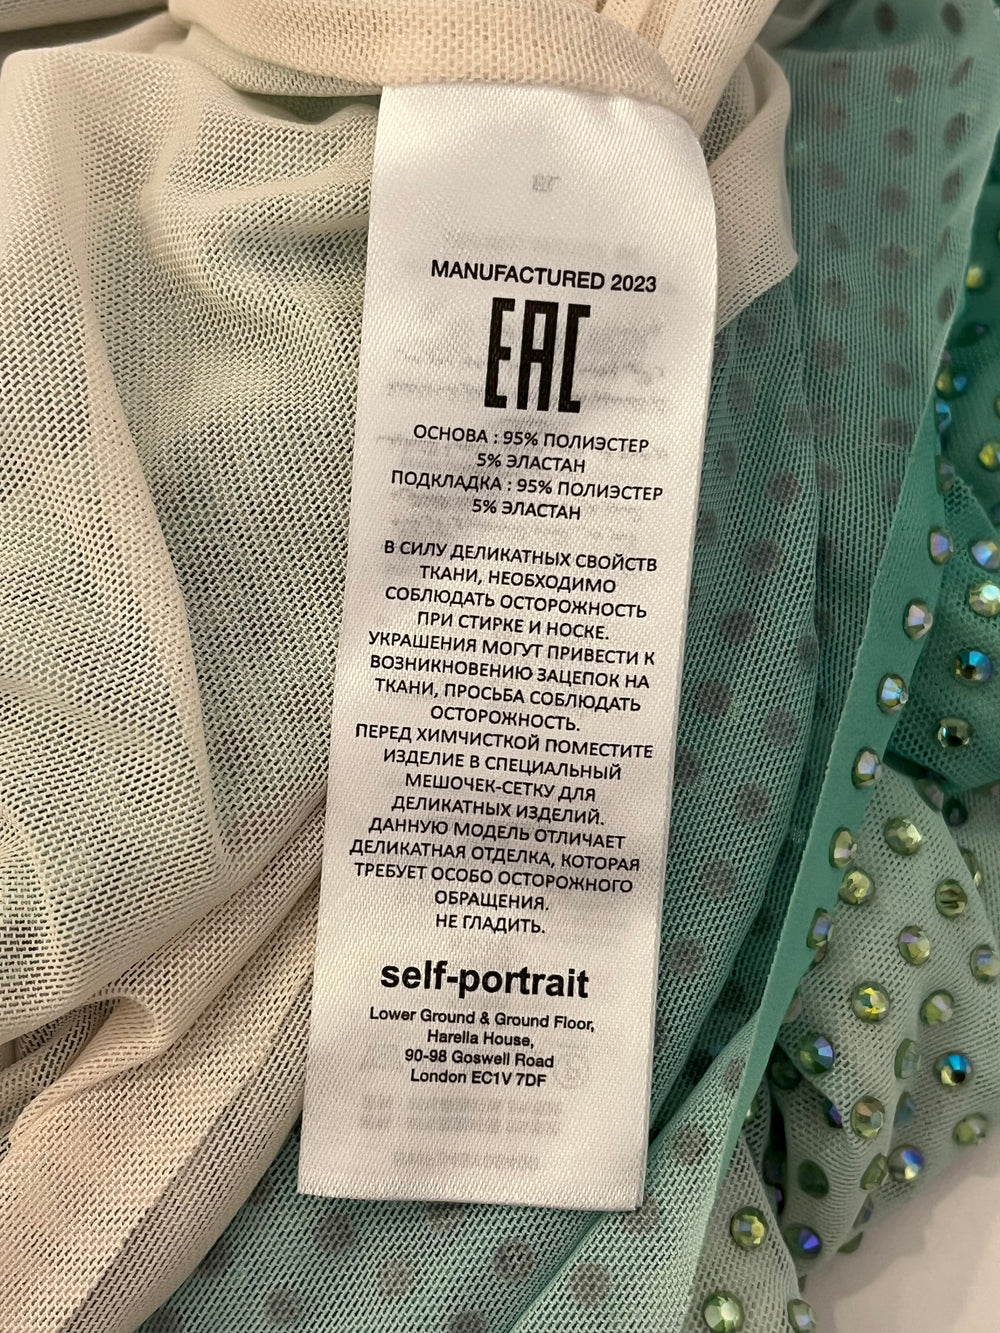 MANUFACTURED 2023
EAC
ОСНОВА : 95% ПОЛИЭСТЕР
5% ЭЛАСТАН
ПОДКЛАДКА : 95% ПОЛИЭСТЕР
5% ЭЛАСТАН
В СИЛУ ДЕЛИКАТНЫХ СВОЙСТВ
ТКАНИ, НЕОБХОДИМО
СОБЛЮДАТЬ ОСТОРОЖНОСТЬ
ПРИ СТИРКЕ И НОСКЕ.
УКРАШЕНИЯ МОГУТ ПРИВЕСТИ К
ВОЗНИКНОВЕНИЮ ЗАЦЕПОК НА
ТКАНИ, ПРОСЬБА СОБЛЮДАТЬ
ОСТОРОЖНОСТЬ.
ПЕРЕД ХИМЧИСТКОЙ ПОМЕСТИТЕ
ИЗДЕЛИЕ В СПЕЦИАЛЬНЫЙ
МЕШОЧЕК-СЕТКУ ДЛЯ
ДЕЛИКАТНЫХ ИЗДЕЛИЙ.
ДАННУЮ МОДЕЛЬ ОТЛИЧАЕТ
ДЕЛИКАТНАЯ ОТДЕЛКА, КОТОРАЯ
ТРЕБУЕТ ОСОБО ОСТОРОЖНОГО
ОБРАЩЕНИЯ.
НЕ ГЛАДИТЬ.
self-portrait
Lower Ground & Ground Floor,
Harella House,
90-98 Goswell Road
London EC1V 7DF